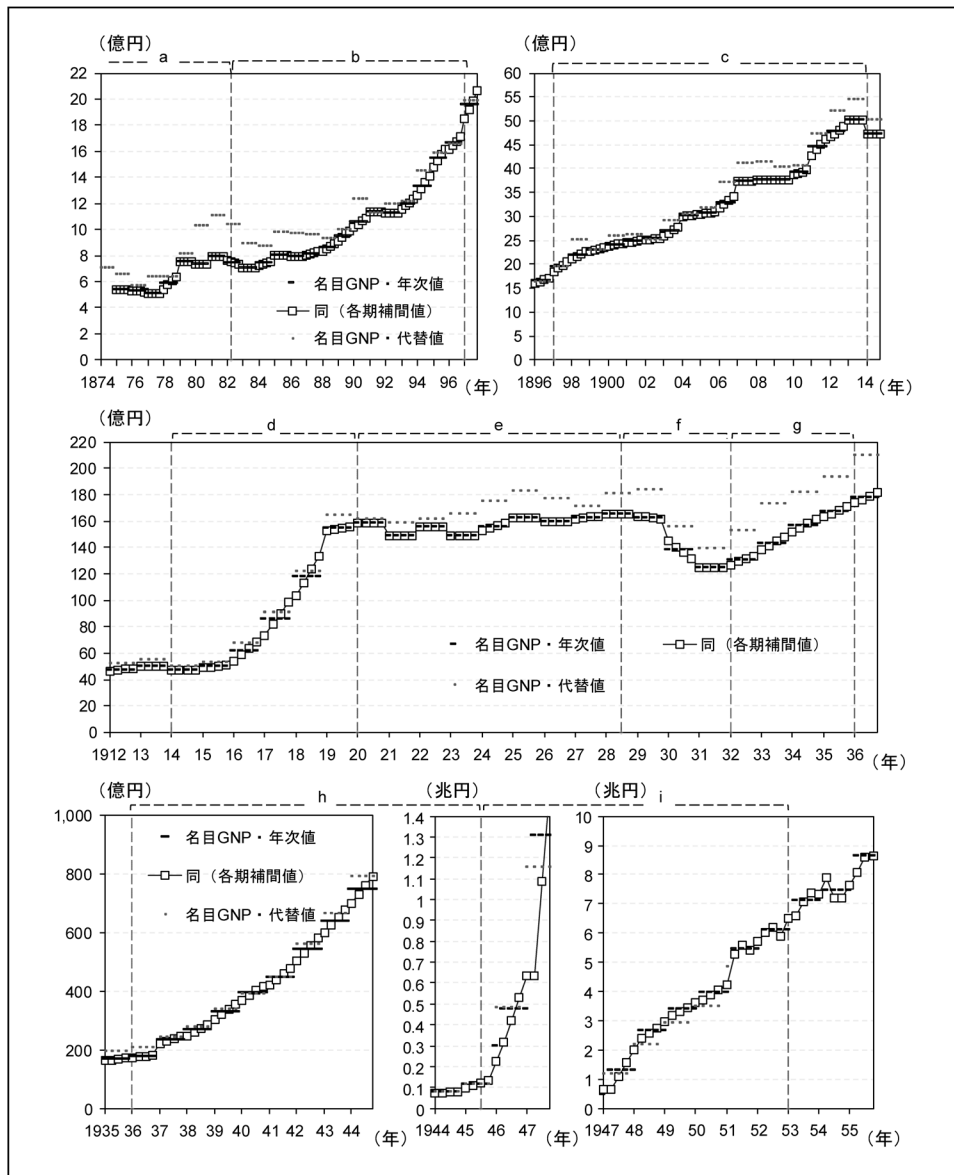 （億円）
a
b
22
20
18
16
14
12
10
8
6
4
2
0
名目GNP・年次値
同（各期補間値）
名目GNP・代替値
1874 76 78 80 82 84 86 88 90 92 94 96
（年）
（億円）
c
60
55
50
45
40
35
30
25
20
15
10
5
0
1896 98 1900 02 04 06 08 10 12 14
（年）
（億円）
d
e
f
g
220
200
180
160
140
120
100
80
60
40
20
0
名目GNP・年次値
同（各期補間値）
名目GNP・代替値
1912 13 14 15 16 17 18 19 20 21 22 23 24 25 26 27 28 29 30 31 32 33 34 35 36
（年）
（億円）
h
1,000
800
600
400
200
0
名目GNP・年次値
同（各期補間値）
名目GNP・代替値
1935 36 37 38 39 40 41 42 43 44
（年）
（兆円）
1.4
1.3
1.2
1.1
1
0.9
0.8
0.7
0.6
0.5
0.4
0.3
0.2
0.1
0
1944 45 46 47
（年）
（兆円）
i
10
9
8
7
6
5
4
3
2
1
0
1947 48 49 50 51 52 53 54 55
（年）